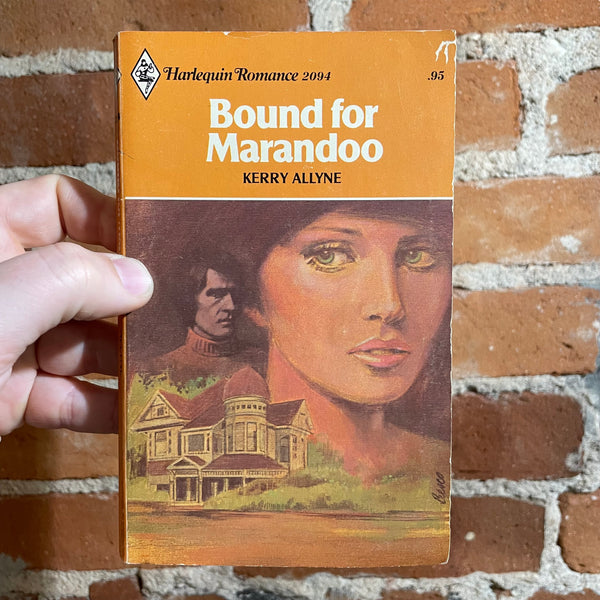 Harlequin Romance 2094
.95
Bound for
Marandoo
KERRY ALLYNE